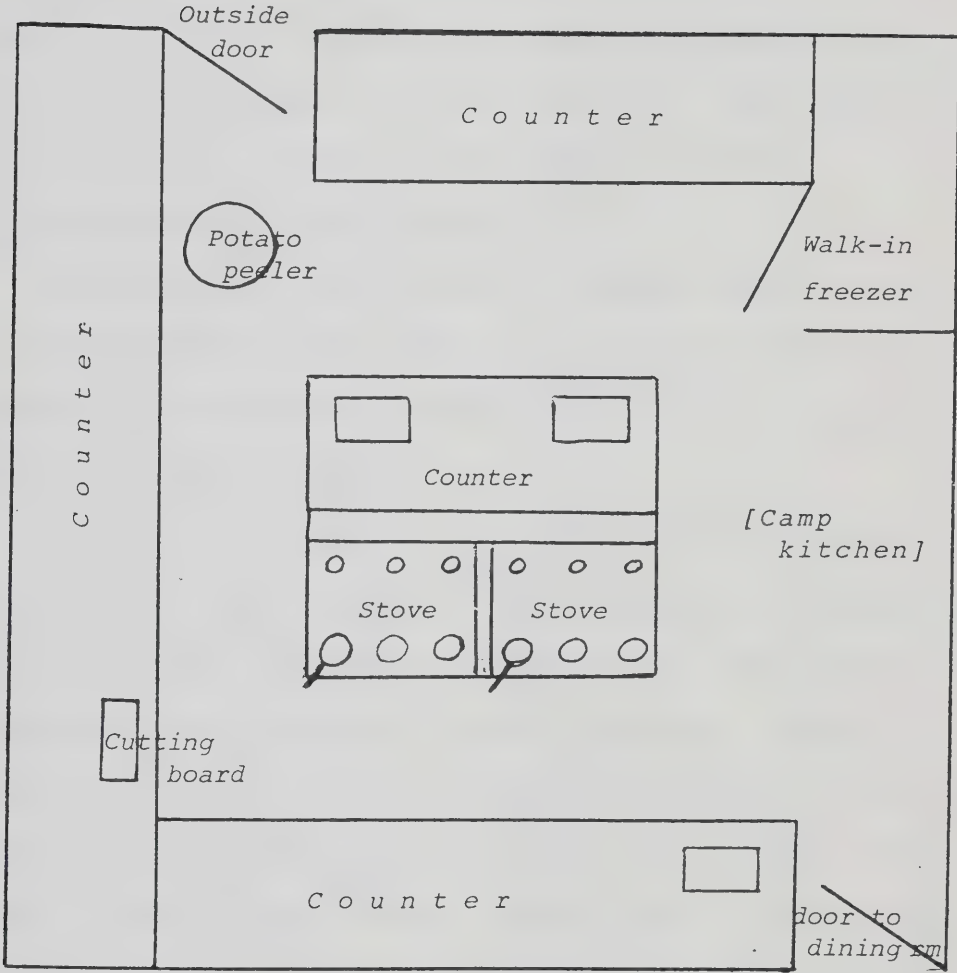 Outside
door
Counter
Potato
peeler
Walk-in
freezer
Counter
Counter
[Camp
kitchen]
Stove
Stove
Cutting
board
Counter
door to
dining rm